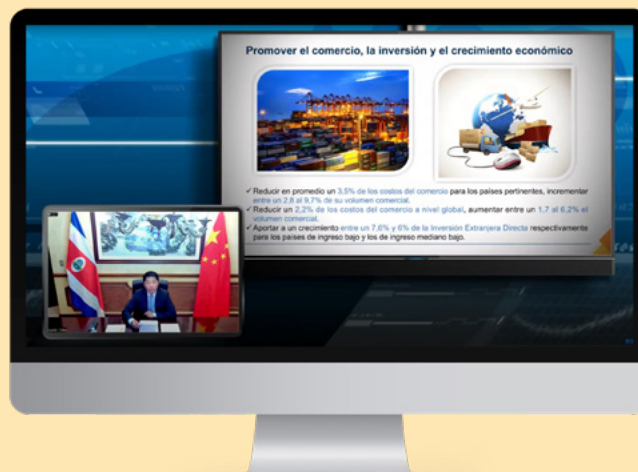 Promover el comercio, la inversión y el crecimiento económico
✓ Reducir en promedio un 3,5% de los costos del comercio para los países pertinentes, incrementar
entre un 2,8 al 9,7% de su volumen comercial.
✓ Reducir un 2,2% de los costos del comercio a nivel global, aumentar entre un 1,7 al 6,2% el
volumen comercial.
✓ Aportar a un crecimiento entre un 7,6% y 6% de la Inversión Extranjera Directa respectivamente
para los países de ingreso bajo y los de ingreso mediano bajo.